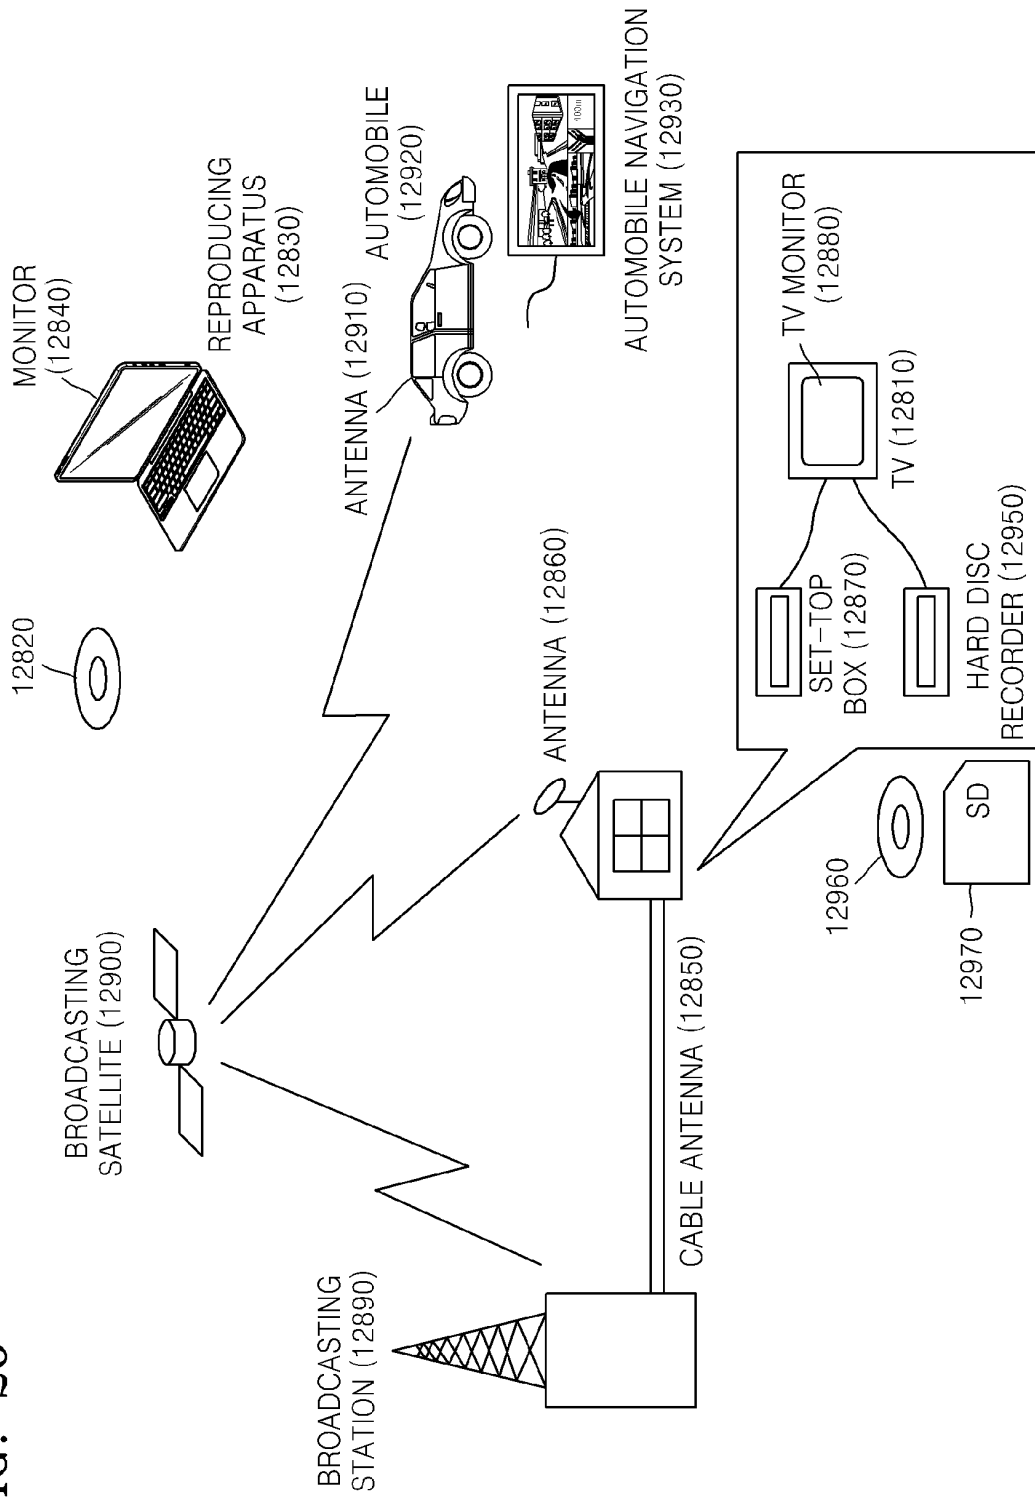 12820
MONITOR
(12840)
BROADCASTING
SATELLITE (12900)
REPRODUCING
APPARATUS
(12830)
BROADCASTING
STATION (12890)
ANTENNA (12910)
AUTOMOBILE
(12920)
ANTENNA (12860)
100m
AUTOMOBILE NAVIGATION
SYSTEM (12930)
CABLE ANTENNA (12850)
TV MONITOR
(12880)
SET-TOP
BOX (12870)
TV (12810)
12960
HARD DISC
RECORDER (12950)
12970
SD